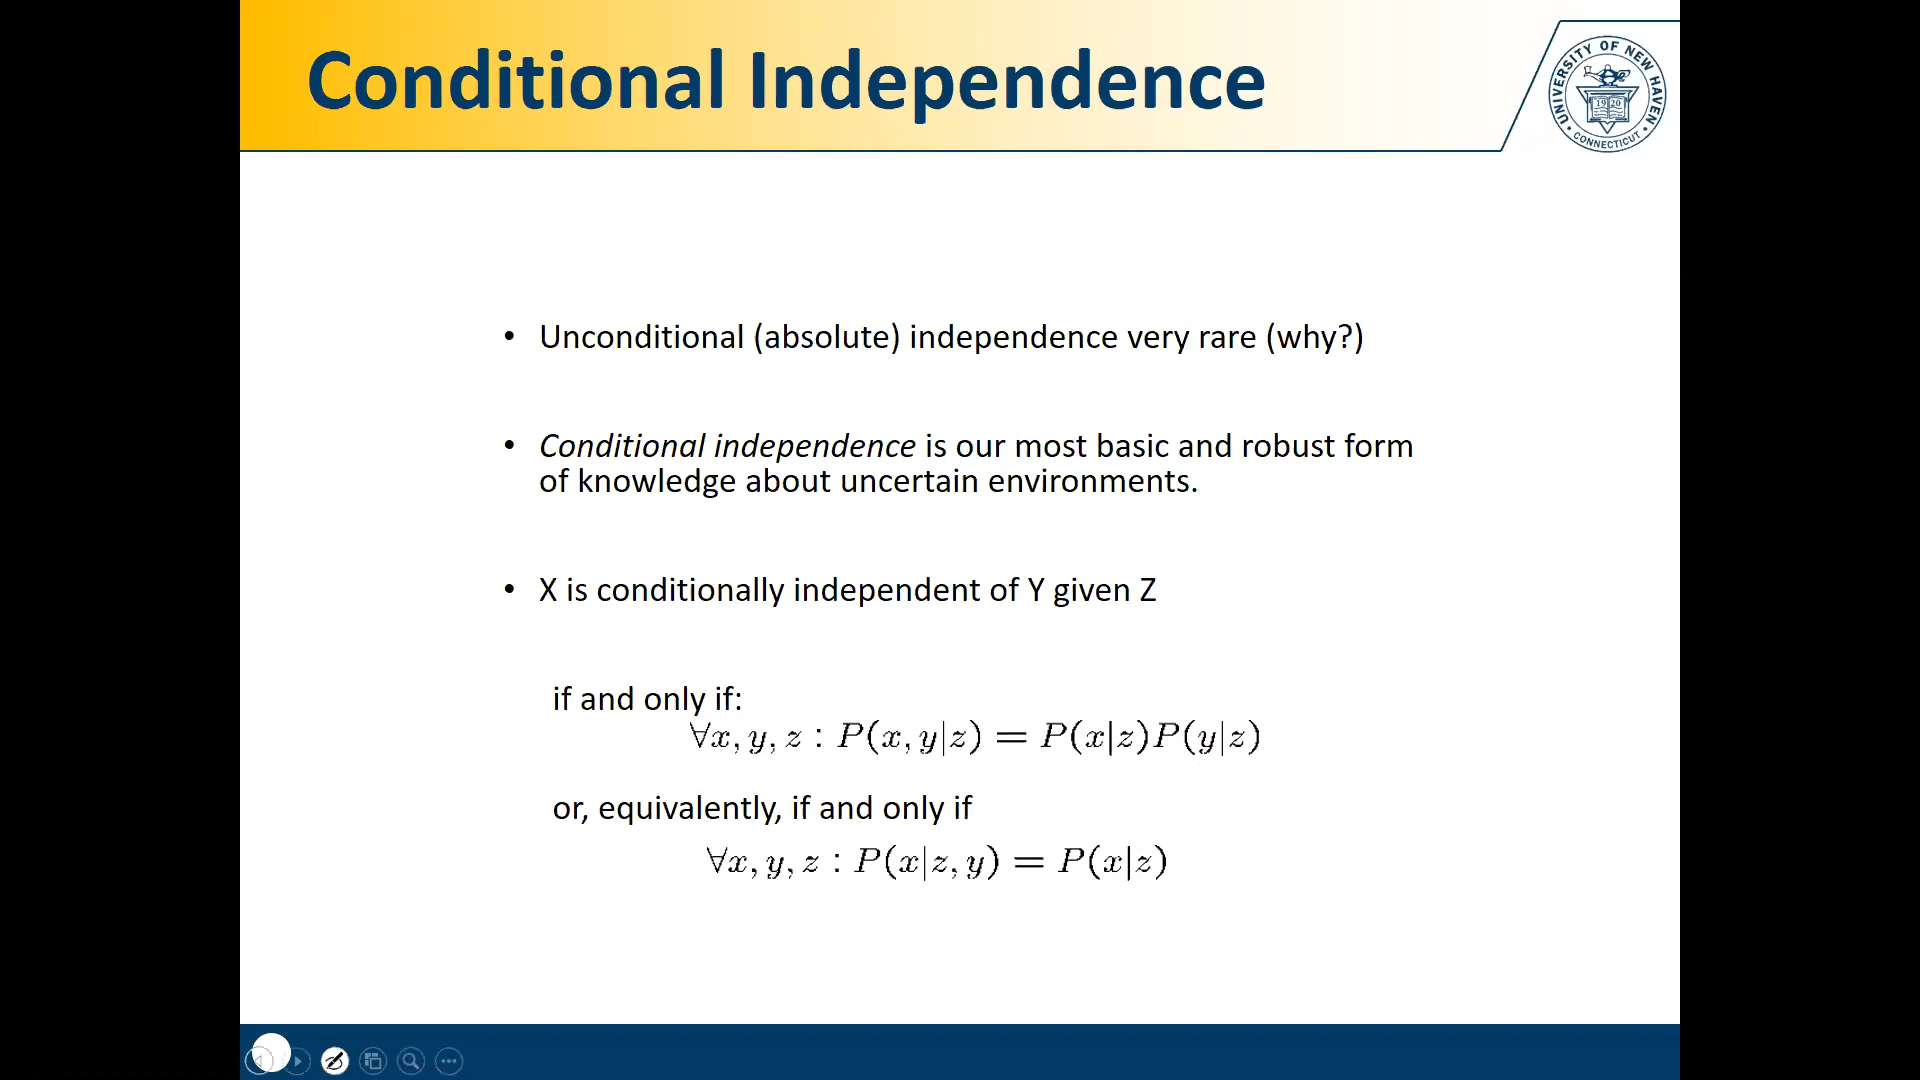 Conditional Independence
UNIVERSITY OF NEW HAVEN
1920
CONNECTICUT
• Unconditional (absolute) independence very rare (why?)
• Conditional independence is our most basic and robust form
of knowledge about uncertain environments.
• X is conditionally independent of Y given Z
if and only if:
∀x, y, z : P(x, y|z) = P(x|z)P(y|z)
or, equivalently, if and only if
∀x, y, z : P(x|z, y) = P(x|z)